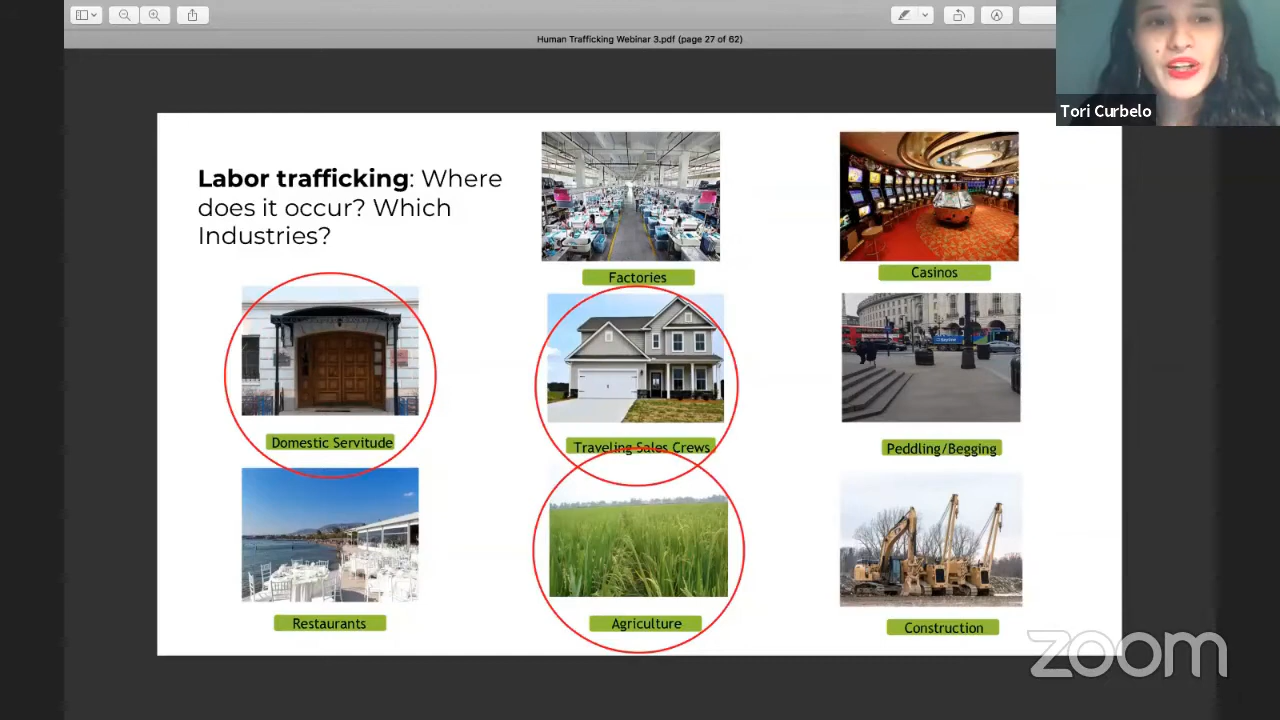 Human Trafficking Webinar 3.pdf (page 27 of 62)
Tori Curbelo
Labor trafficking: Where
does it occur? Which
Industries?
Factories
Casinos
Domestic Servitude
Traveling Sales Crews
Peddling/Begging
Restaurants
Agriculture
Construction
zoom